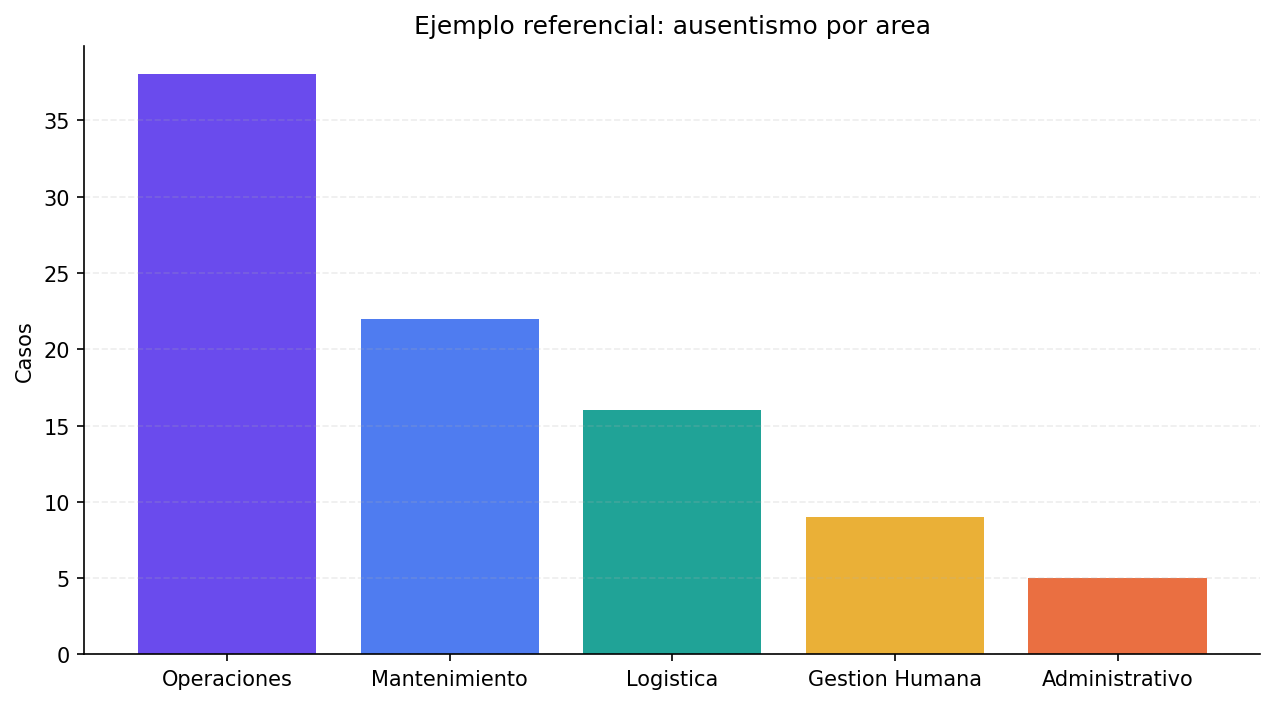 Ejemplo referencial: ausentismo por area
Casos
35
30
25
20
15
10
5
0
Operaciones
Mantenimiento
Logistica
Gestion Humana
Administrativo